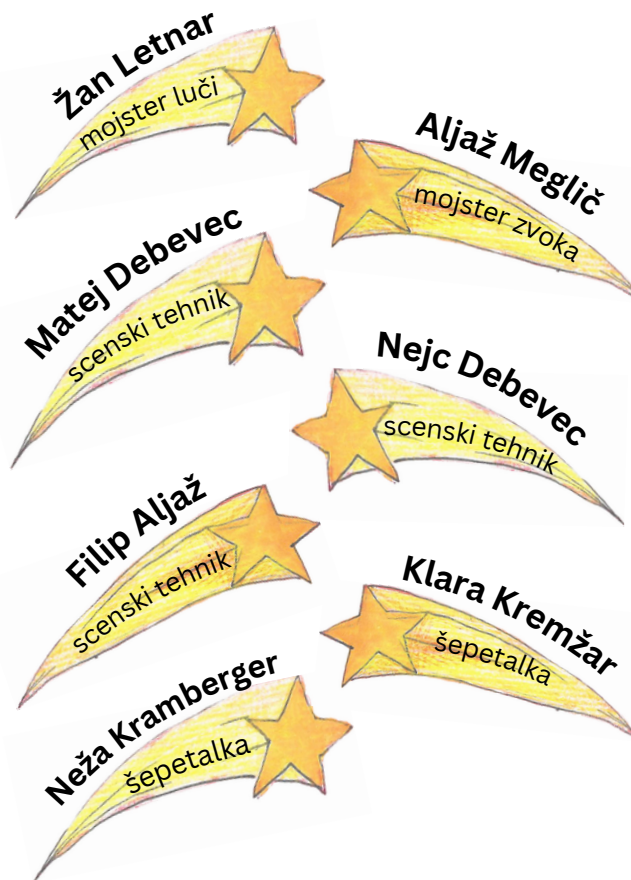 Žan Letnar
mojster luči
Aljaž Meglič
mojster zvoka
Matej Debevec
scenski tehnik
Nejc Debevec
scenski tehnik
Filip Aljaž
scenski tehnik
Klara Kremžar
šepetalka
Neža Kramberger
šepetalka